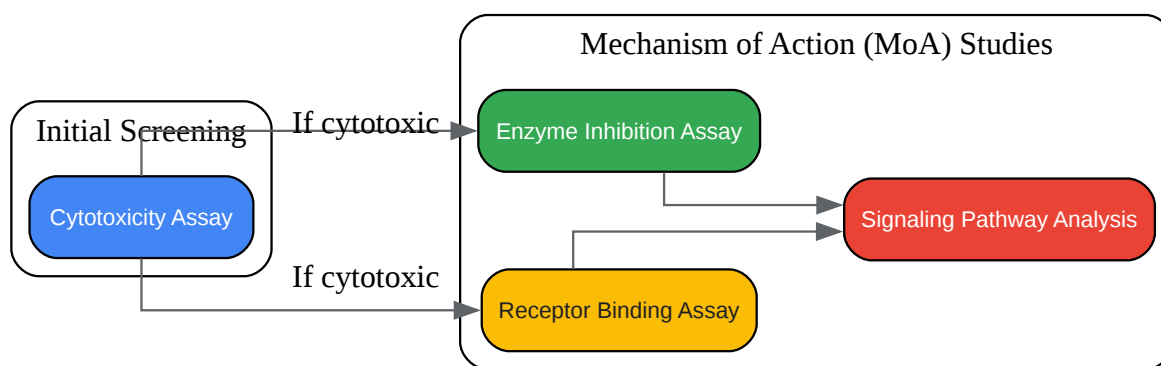 Mechanism of Action (MoA) Studies
Initial Screening
If cytotoxic
Enzyme Inhibition Assay
Cytotoxicity Assay
Signaling Pathway Analysis
If cytotoxic
Receptor Binding Assay